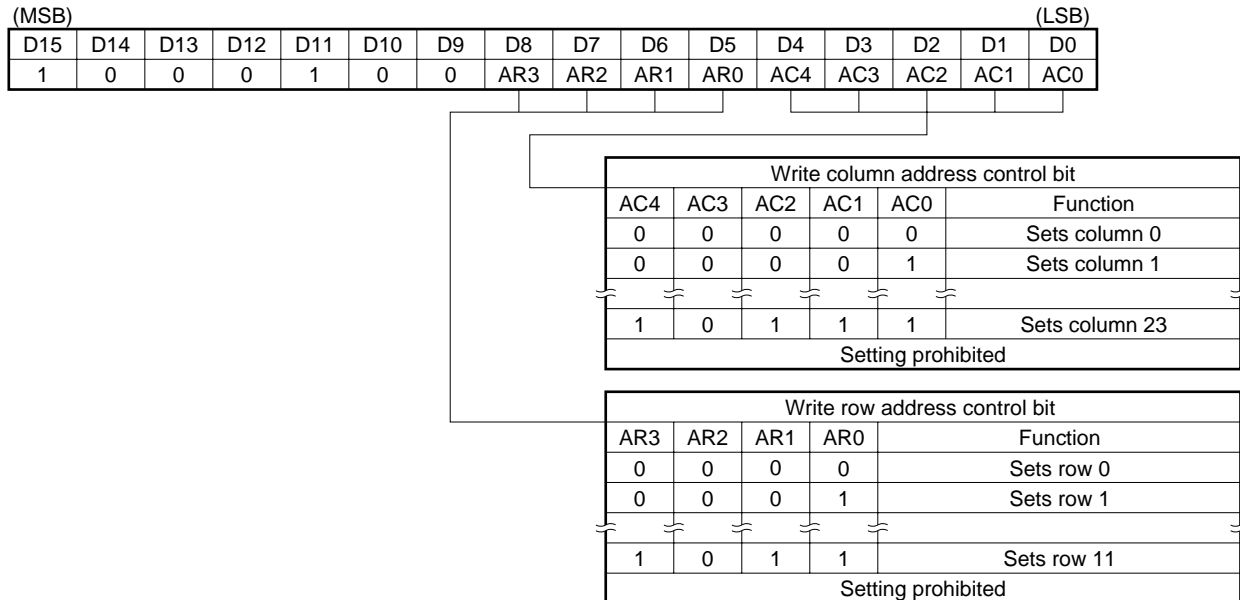 (MSB) (LSB)
D15 D14 D13 D12 D11 D10 D9 D8 D7 D6 D5 D4 D3 D2 D1 D0
1 0 0 0 1 0 0 AR3 AR2 AR1 AR0 AC4 AC3 AC2 AC1 AC0
Write column address control bit
AC4 AC3 AC2 AC1 AC0 Function
0 0 0 0 0 Sets column 0
0 0 0 0 1 Sets column 1
1 0 1 1 1 Sets column 23
Setting prohibited
Write row address control bit
AR3 AR2 AR1 AR0 Function
0 0 0 0 Sets row 0
0 0 0 1 Sets row 1
1 0 1 1 Sets row 11
Setting prohibited